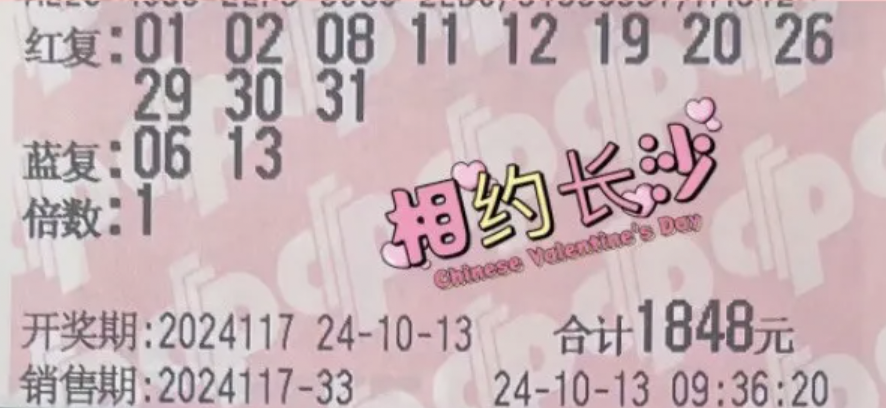 红复:01 02 08 11 12 19 20 26
29 30 31
蓝复:06 13
倍数:1
相约长沙
Chinese Valentine's Day
开奖期:2024117 24-10-13 合计1848元
销售期:2024117-33 24-10-13 09:36:20